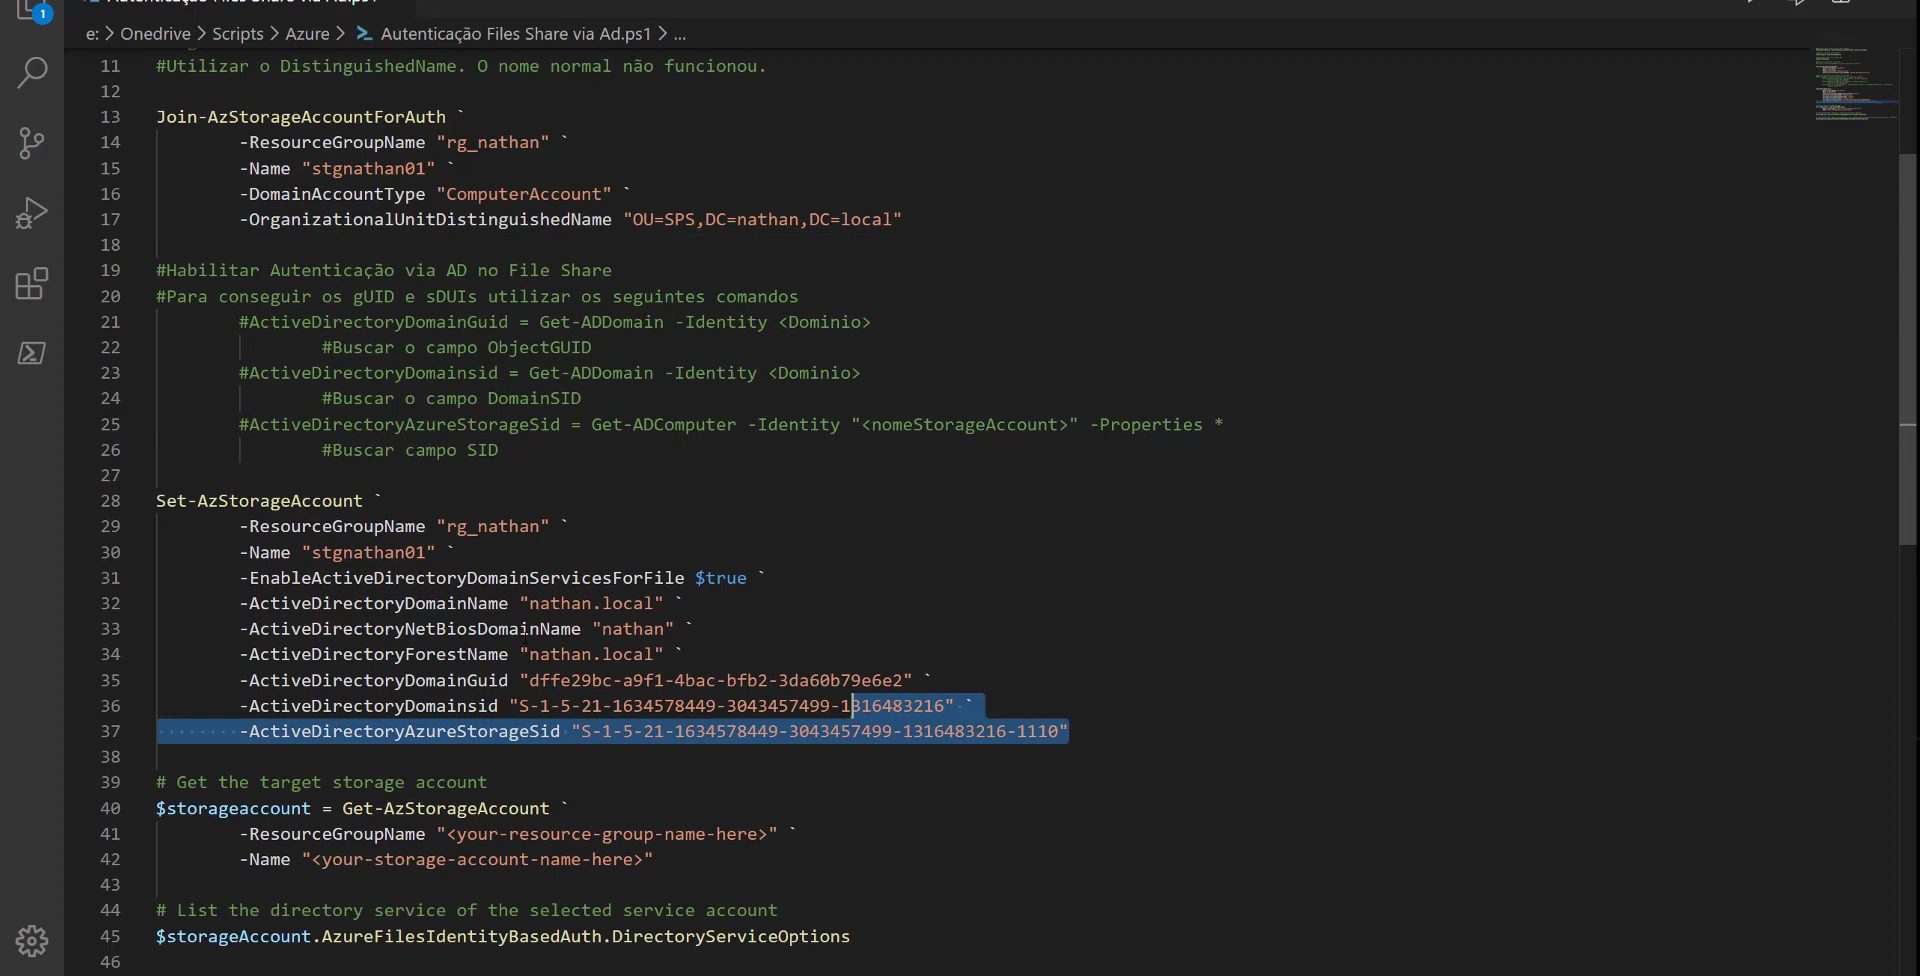 1
e: > Onedrive > Scripts > Azure > Autenticação Files Share via Ad.ps1 > ...
11 #Utilizar o DistinguishedName. O nome normal não funcionou.
12
13 Join-AzStorageAccountForAuth `
14 -ResourceGroupName "rg_nathan" `
15 -Name "stgnathan01" `
16 -DomainAccountType "ComputerAccount" `
17 -OrganizationalUnitDistinguishedName "OU=SPS,DC=nathan,DC=local"
18
19 #Habilitar Autenticação via AD no File Share
20 #Para conseguir os gUID e sDUIs utilizar os seguintes comandos
21 #ActiveDirectoryDomainGuid = Get-ADDomain -Identity <Dominio>
22 #Buscar o campo ObjectGUID
23 #ActiveDirectoryDomainsid = Get-ADDomain -Identity <Dominio>
24 #Buscar o campo DomainSID
25 #ActiveDirectoryAzureStorageSid = Get-ADComputer -Identity "<nomeStorageAccount>" -Properties *
26 #Buscar campo SID
27
28 Set-AzStorageAccount `
29 -ResourceGroupName "rg_nathan" `
30 -Name "stgnathan01" `
31 -EnableActiveDirectoryDomainServicesForFile $true `
32 -ActiveDirectoryDomainName "nathan.local" `
33 -ActiveDirectoryNetBiosDomainName "nathan" `
34 -ActiveDirectoryForestName "nathan.local" `
35 -ActiveDirectoryDomainGuid "dffe29bc-a9f1-4bac-bfb2-3da60b79e6e2" `
36 -ActiveDirectoryDomainsid "S-1-5-21-1634578449-3043457499-1316483216" `
37 -ActiveDirectoryAzureStorageSid "S-1-5-21-1634578449-3043457499-1316483216-1110"
38
39 # Get the target storage account
40 $storageaccount = Get-AzStorageAccount `
41 -ResourceGroupName "<your-resource-group-name-here>" `
42 -Name "<your-storage-account-name-here>"
43
44 # List the directory service of the selected service account
45 $storageAccount.AzureFilesIdentityBasedAuth.DirectoryServiceOptions
46